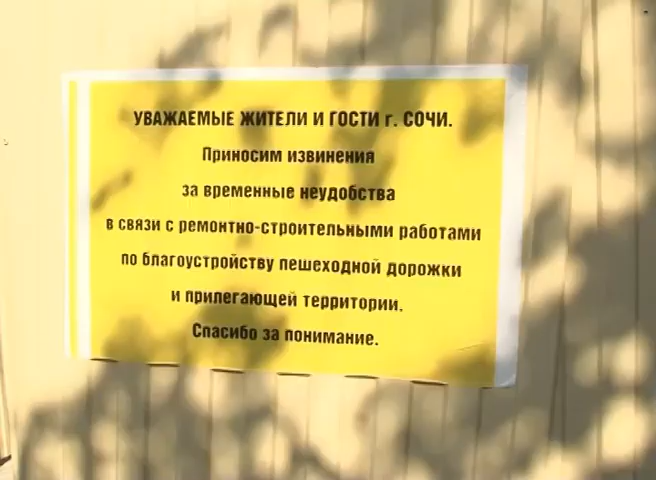 УВАЖАЕМЫЕ ЖИТЕЛИ И ГОСТИ г. СОЧИ.
Приносим извинения
за временные неудобства
в связи с ремонтно-строительными работами
по благоустройству пешеходной дорожки
и прилегающей территории.
Спасибо за понимание.